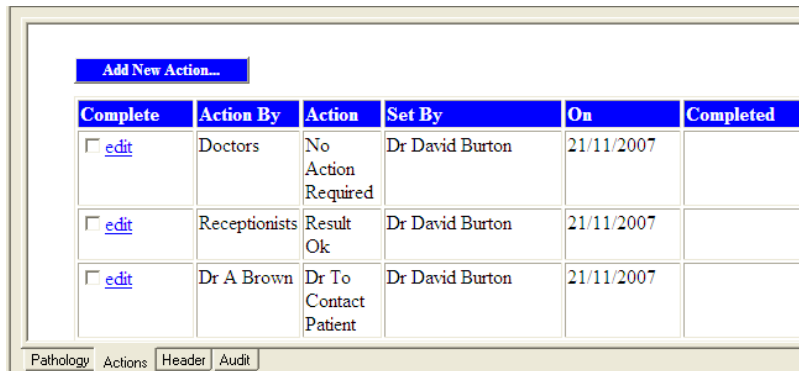 Add New Action...
Complete Action By Action Set By On Completed
edit Doctors No Dr David Burton 21/11/2007
Action
Required
edit Receptionists Result Dr David Burton 21/11/2007
Ok
edit Dr A Brown Dr To Dr David Burton 21/11/2007
Contact
Patient
Pathology Actions Header Audit